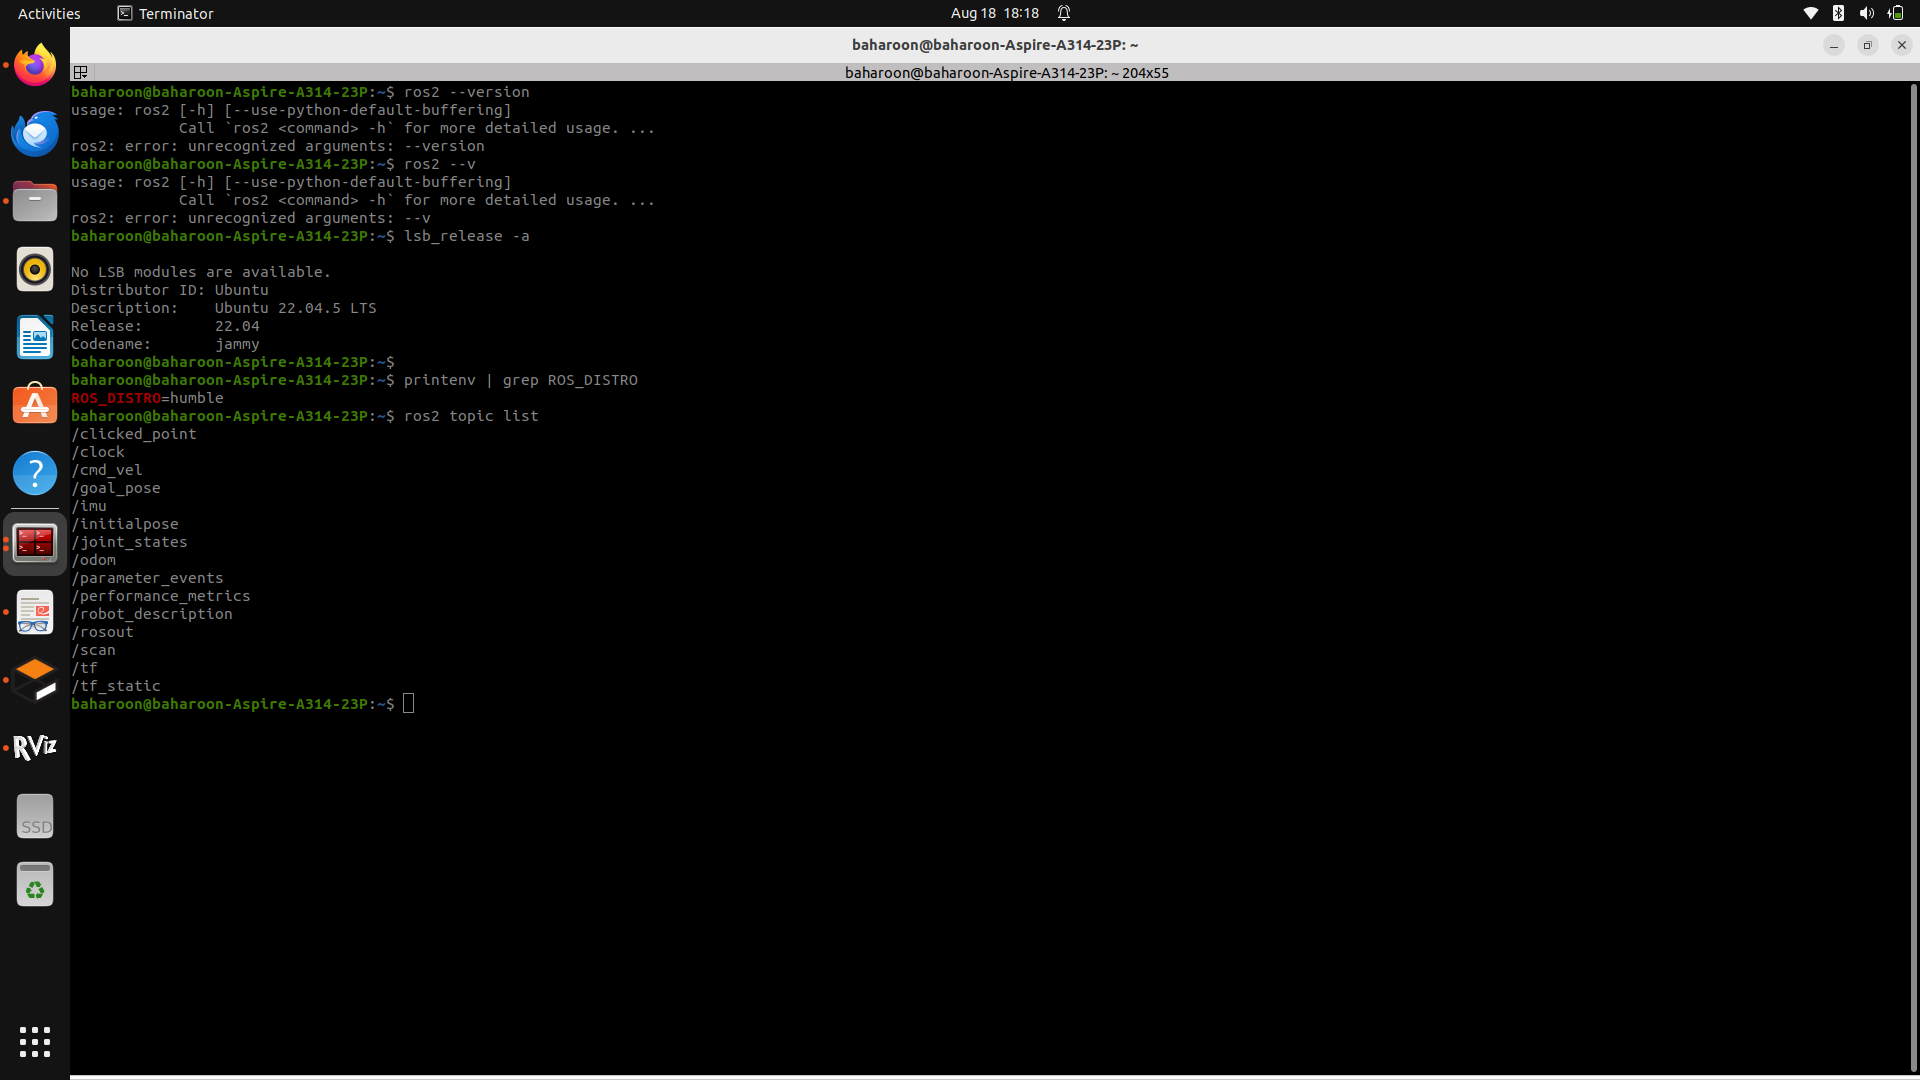 Activities
Terminator
Aug 18 18:18
baharoon@baharoon-Aspire-A314-23P: ~
baharoon@baharoon-Aspire-A314-23P: ~ 204x55
baharoon@baharoon-Aspire-A314-23P:~$ ros2 --version
usage: ros2 [-h] [--use-python-default-buffering]
            Call `ros2 <command> -h` for more detailed usage. ...
ros2: error: unrecognized arguments: --version
baharoon@baharoon-Aspire-A314-23P:~$ ros2 --v
usage: ros2 [-h] [--use-python-default-buffering]
            Call `ros2 <command> -h` for more detailed usage. ...
ros2: error: unrecognized arguments: --v
baharoon@baharoon-Aspire-A314-23P:~$ lsb_release -a
No LSB modules are available.
Distributor ID: Ubuntu
Description:    Ubuntu 22.04.5 LTS
Release:        22.04
Codename:       jammy
baharoon@baharoon-Aspire-A314-23P:~$
baharoon@baharoon-Aspire-A314-23P:~$ printenv | grep ROS_DISTRO
ROS_DISTRO=humble
baharoon@baharoon-Aspire-A314-23P:~$ ros2 topic list
/clicked_point
/clock
/cmd_vel
/goal_pose
/imu
/initialpose
/joint_states
/odom
/parameter_events
/performance_metrics
/robot_description
/rosout
/scan
/tf
/tf_static
baharoon@baharoon-Aspire-A314-23P:~$
RViz
SSD